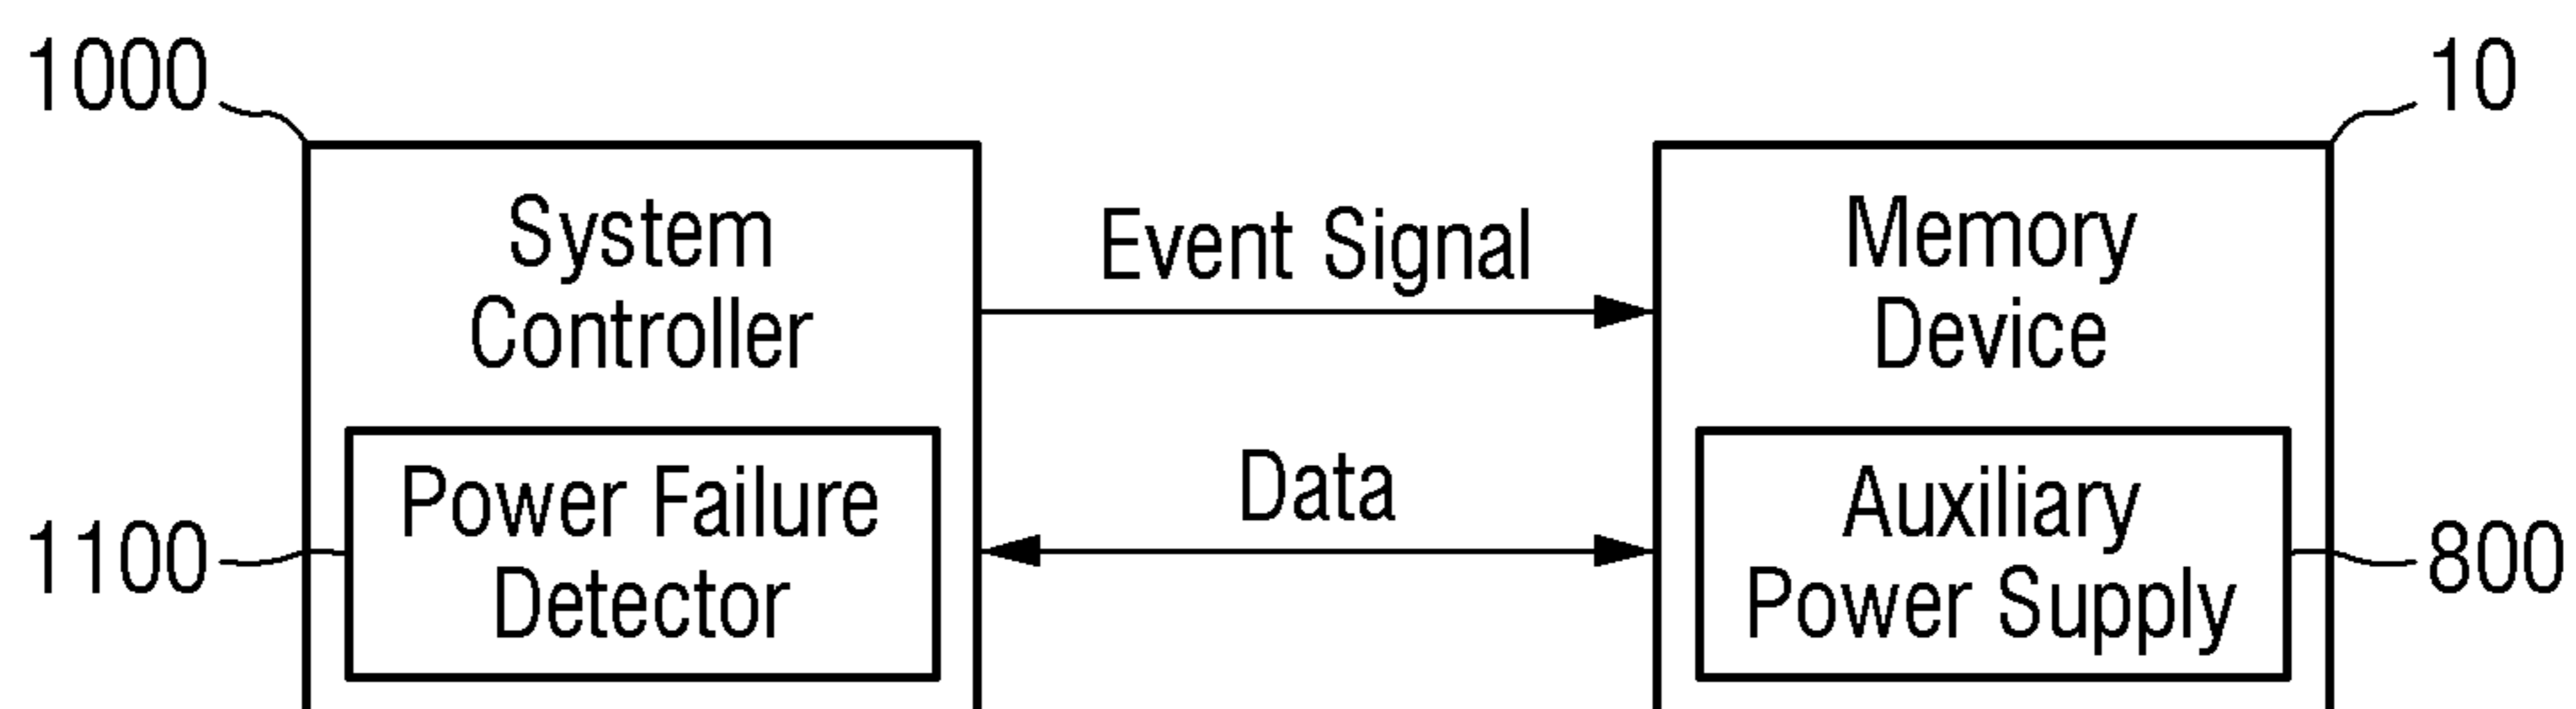 1000
10
System
Controller
Event Signal
Memory
Device
Power Failure
Detector
1100
Data
Auxiliary
Power Supply
800